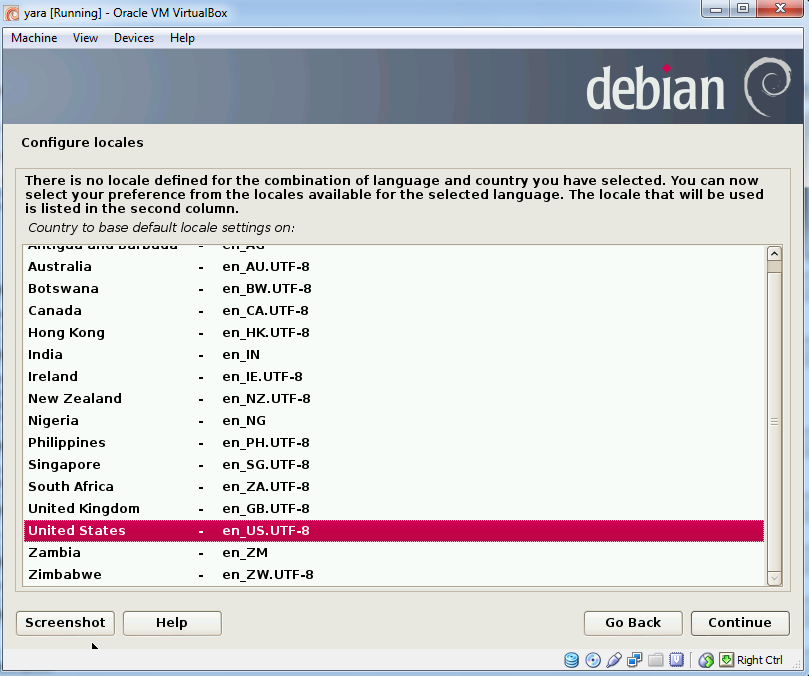 yara [Running] - Oracle VM VirtualBox
Machine View Devices Help
debian
Configure locales
There is no locale defined for the combination of language and country you have selected. You can now
select your preference from the locales available for the selected language. The locale that will be used
is listed in the second column.
Country to base default locale settings on:
Antigua and Barbuda - en_AG
Australia - en_AU.UTF-8
Botswana - en_BW.UTF-8
Canada - en_CA.UTF-8
Hong Kong - en_HK.UTF-8
India - en_IN
Ireland - en_IE.UTF-8
New Zealand - en_NZ.UTF-8
Nigeria - en_NG
Philippines - en_PH.UTF-8
Singapore - en_SG.UTF-8
South Africa - en_ZA.UTF-8
United Kingdom - en_GB.UTF-8
United States - en_US.UTF-8
Zambia - en_ZM
Zimbabwe - en_ZW.UTF-8
Screenshot Help Go Back Continue
Right Ctrl